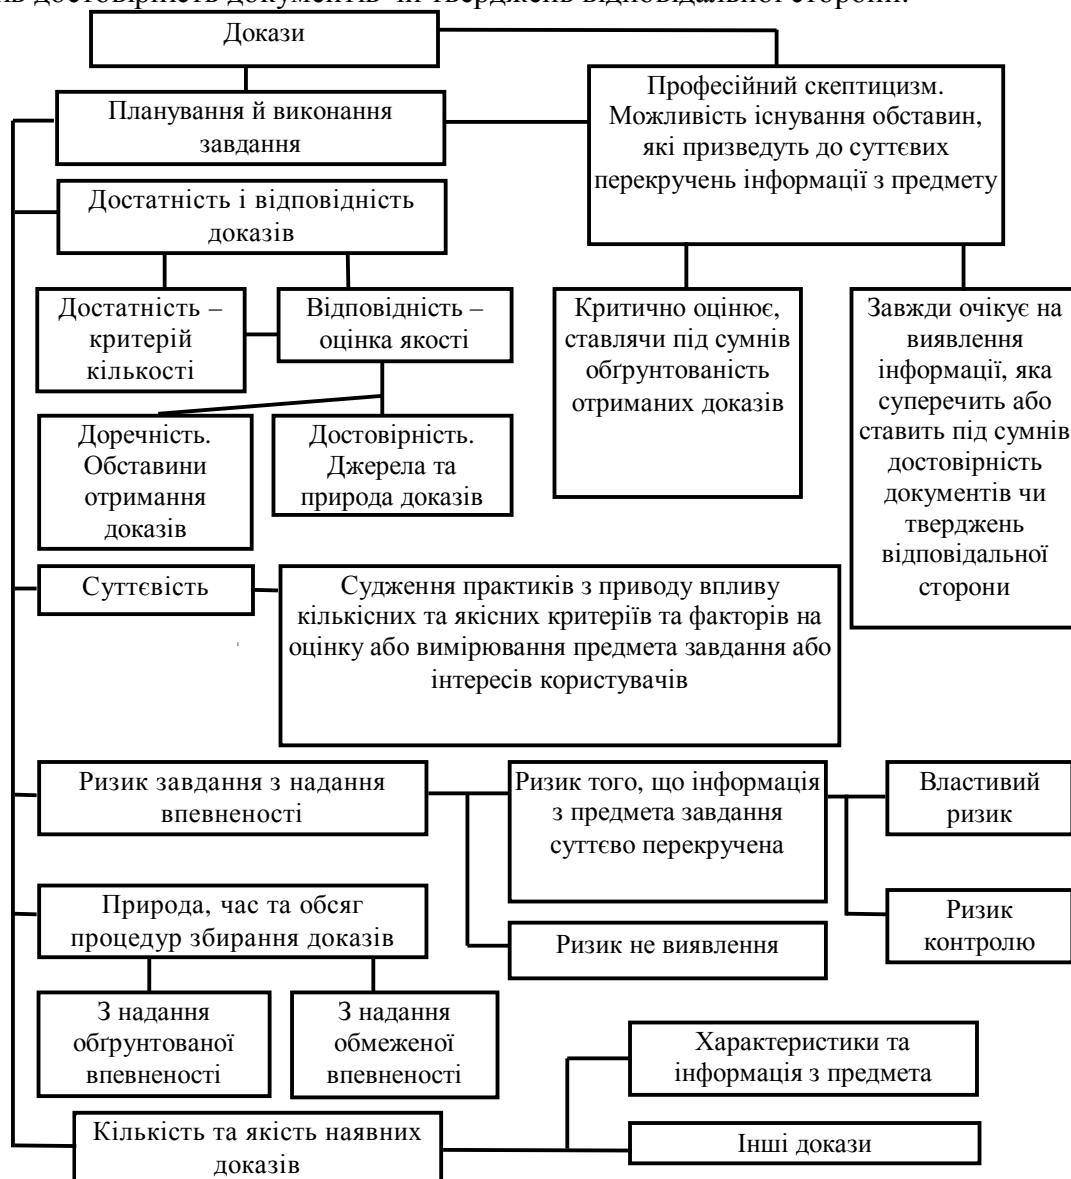 достовірність документів чи тверджень відповідальної сторони.
Докази
Професійний скептицизм.
Можливість існування обставин,
які призведуть до суттєвих
перекручень інформації з предмету
Планування й виконання
завдання
Достатність і відповідність
доказів
Достатність –
критерій
кількості
Відповідність –
оцінка якості
Критично оцінює,
ставлячи під сумнів
обґрунтованість
отриманих доказів
Завжди очікує на
виявлення
інформації, яка
суперечить або
ставить під сумнів
достовірність
документів чи
тверджень
відповідальної
сторони
Доречність.
Обставини
отримання
доказів
Достовірність.
Джерела та
природа доказів
Суттєвість
Судження практиків з приводу впливу
кількісних та якісних критеріїв та факторів на
оцінку або вимірювання предмета завдання або
інтересів користувачів
Ризик завдання з надання
впевненості
Ризик того, що інформація
з предмета завдання
суттєво перекручена
Властивий
ризик
Ризик
контролю
Ризик не виявлення
Природа, час та обсяг
процедур збирання доказів
З надання
обґрунтованої
впевненості
З надання
обмеженої
впевненості
Характеристики та
інформація з предмета
Кількість та якість наявних
доказів
Інші докази